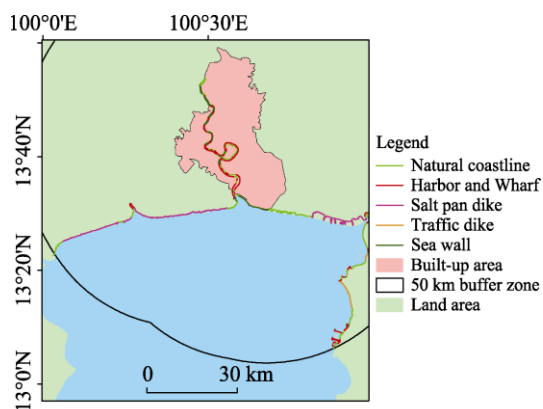 100°0′E
100°30′E
13°40′N
13°20′N
13°0′N
0
30 km
Legend
Natural coastline
Harbor and Wharf
Salt pan dike
Traffic dike
Sea wall
Built-up area
50 km buffer zone
Land area